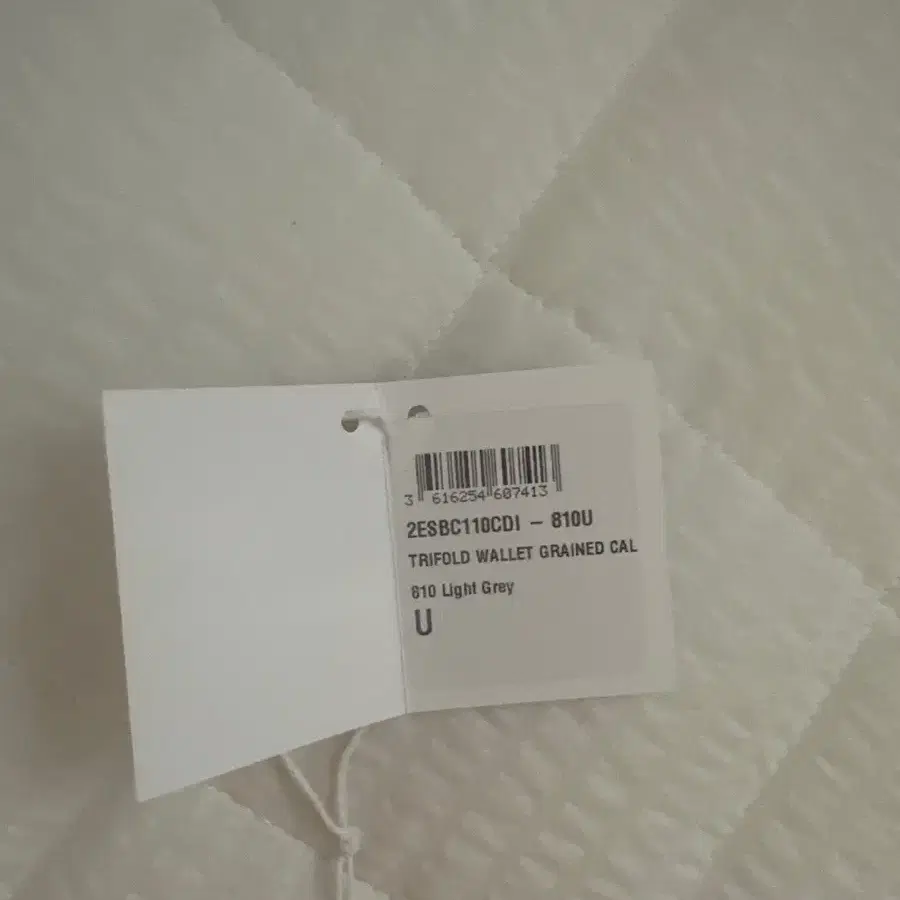 3 616254 607413
2ESBC110CDI – 810U
TRIFOLD WALLET GRAINED CAL
810 Light Grey
U